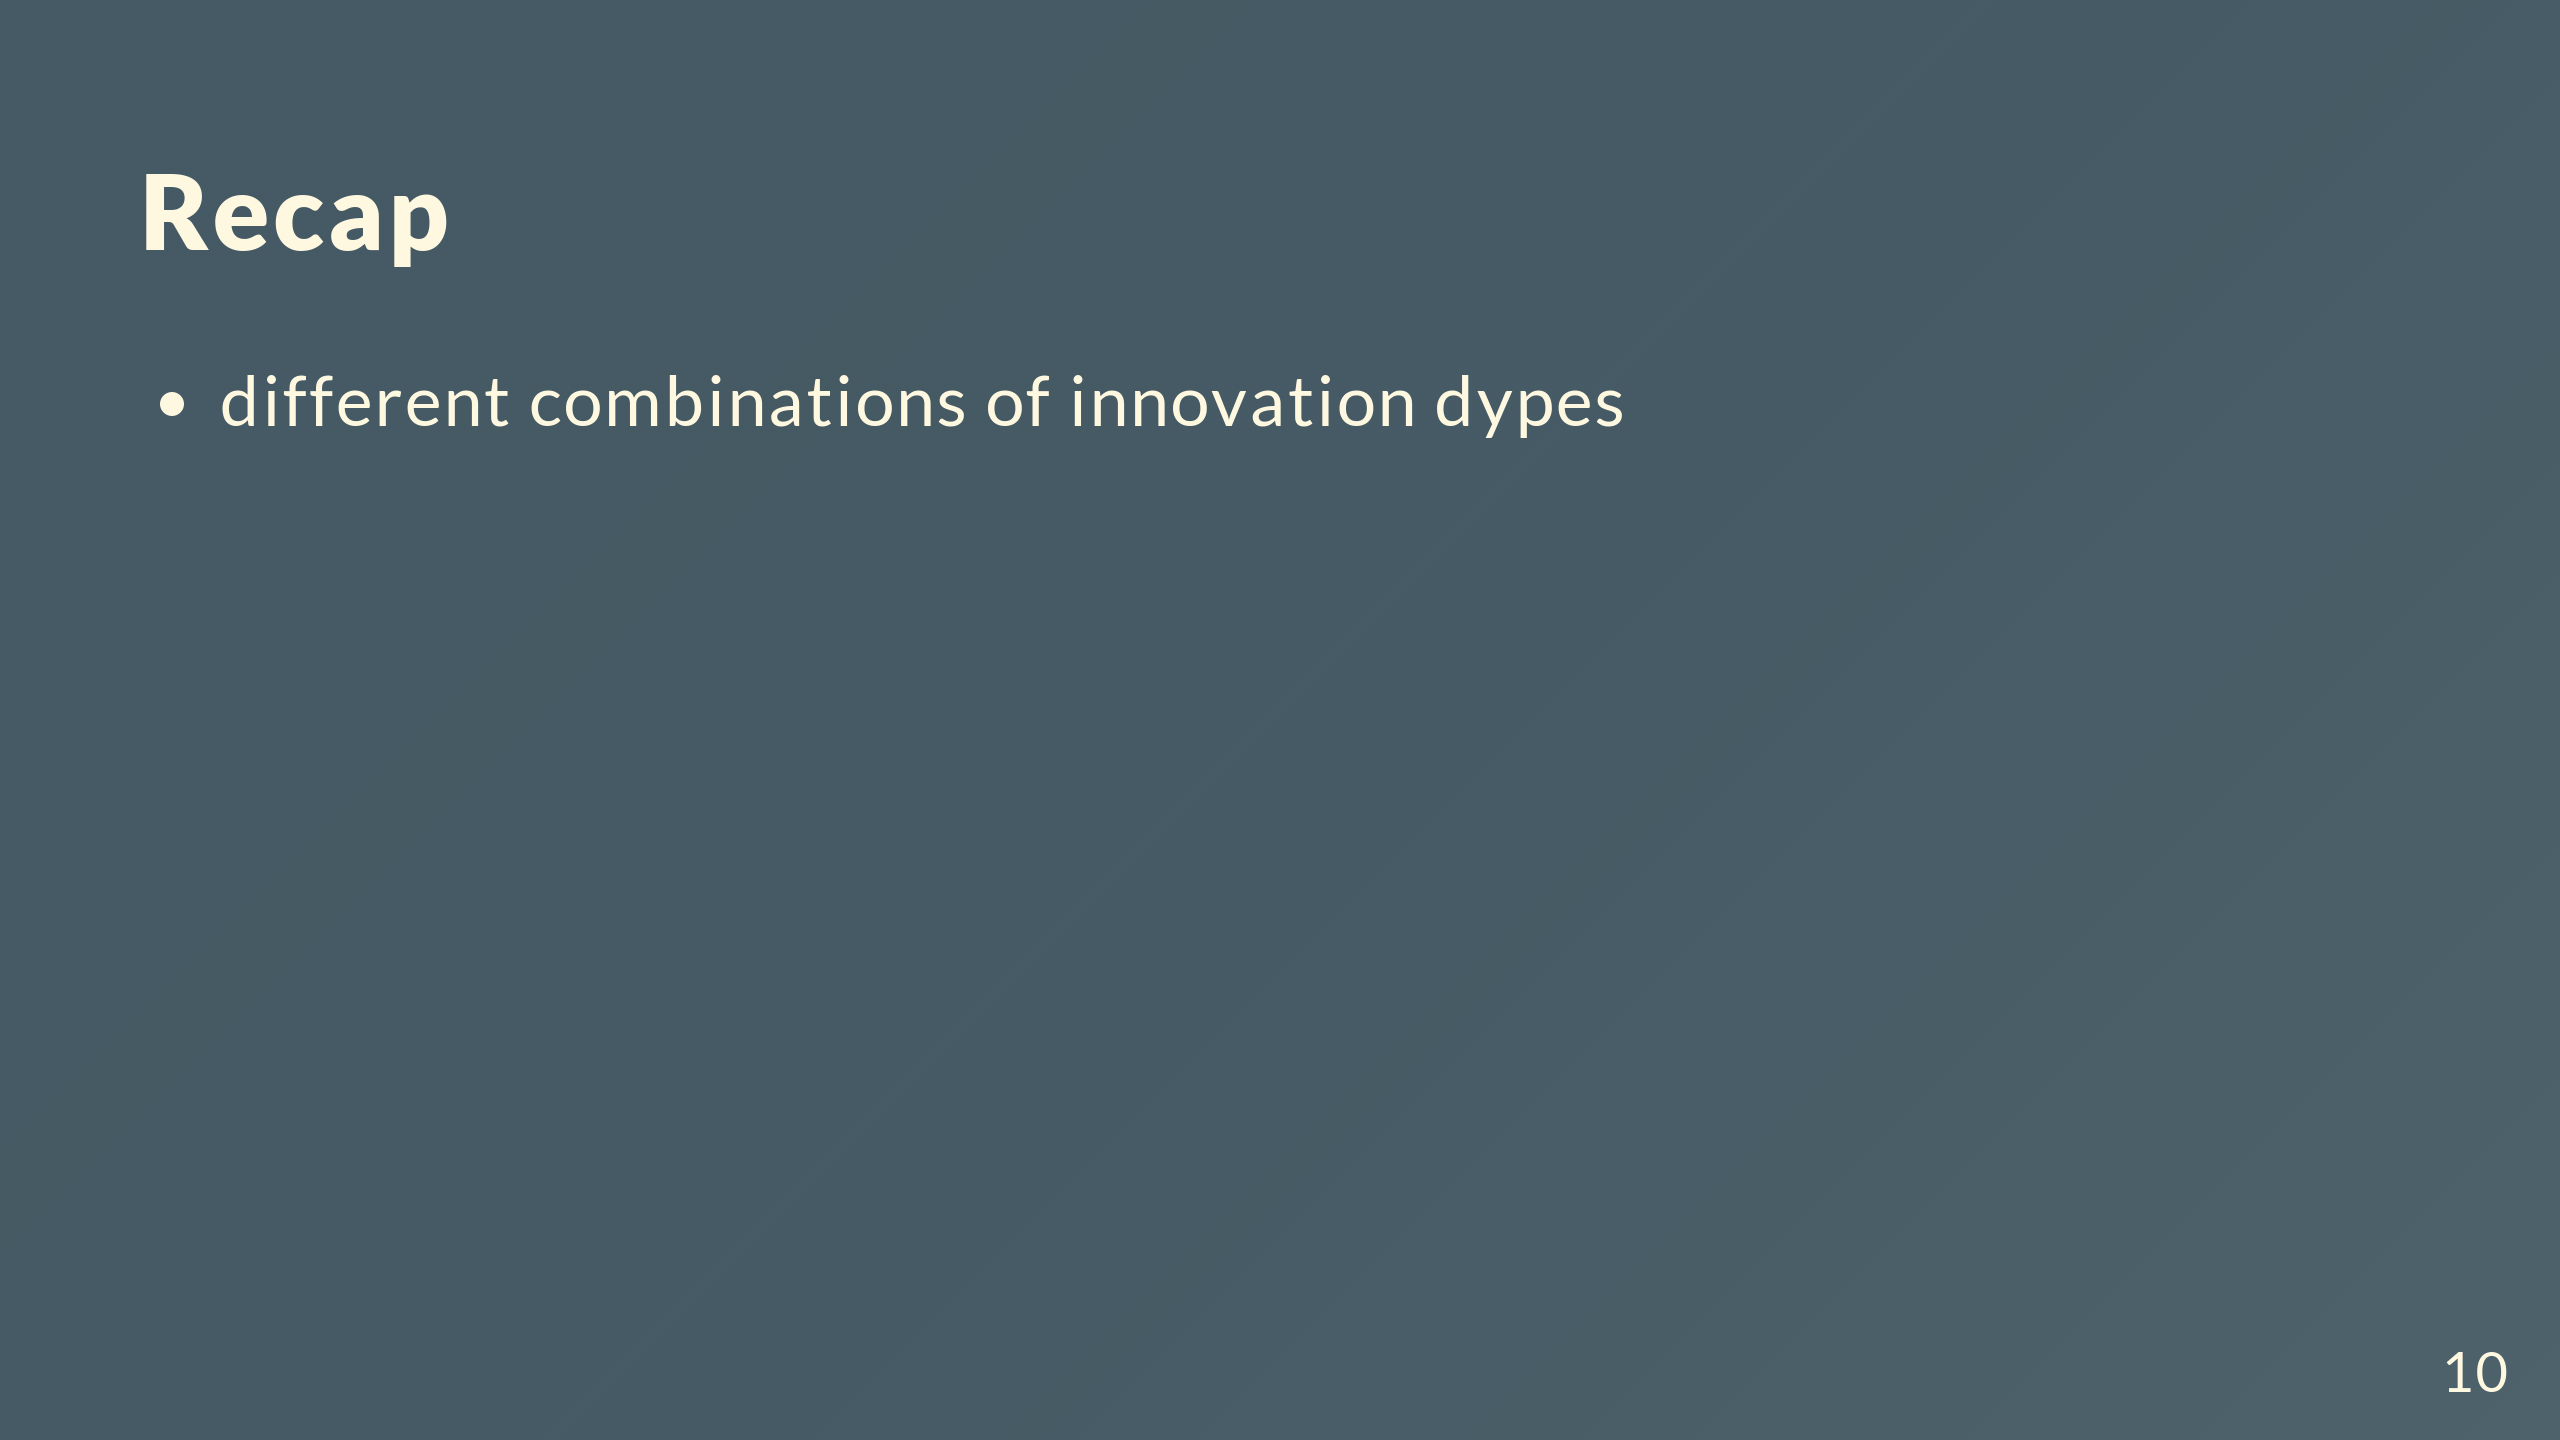 Recap
• different combinations of innovation dypes
10